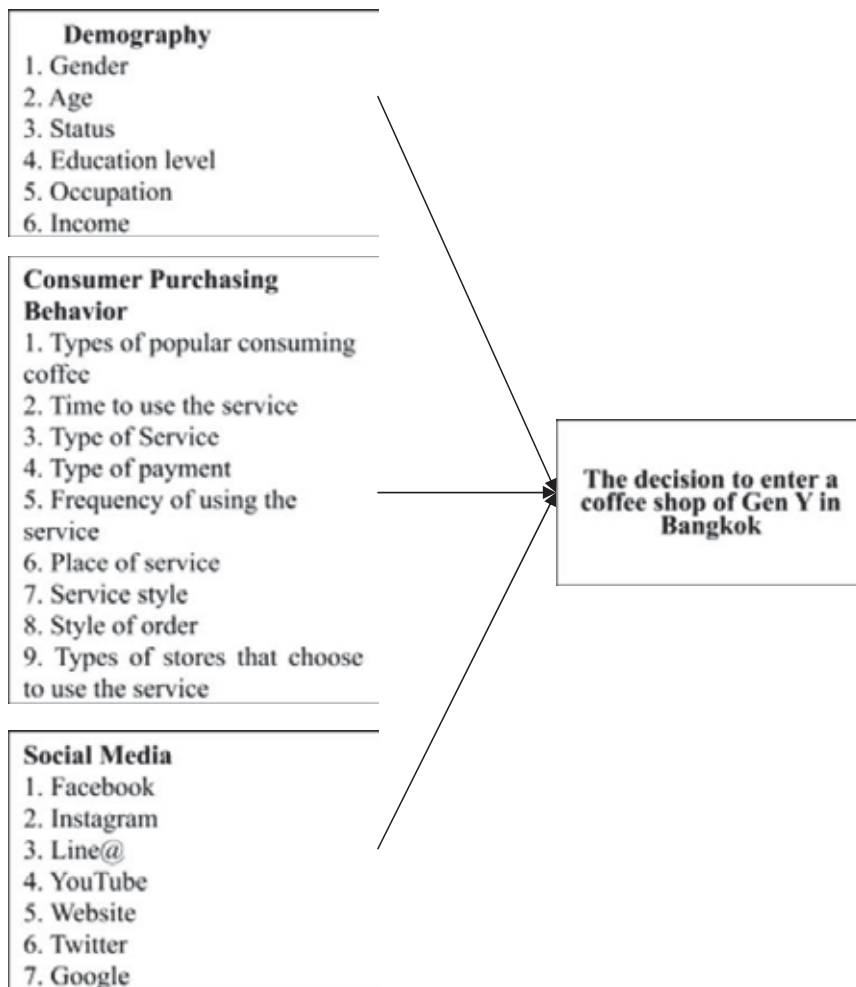 Demography
1. Gender
2. Age
3. Status
4. Education level
5. Occupation
6. Income
Consumer Purchasing
Behavior
1. Types of popular consuming
coffee
2. Time to use the service
3. Type of Service
4. Type of payment
5. Frequency of using the
service
6. Place of service
7. Service style
8. Style of order
9. Types of stores that choose
to use the service
Social Media
1. Facebook
2. Instagram
3. Line@
4. YouTube
5. Website
6. Twitter
7. Google
The decision to enter a
coffee shop of Gen Y in
Bangkok